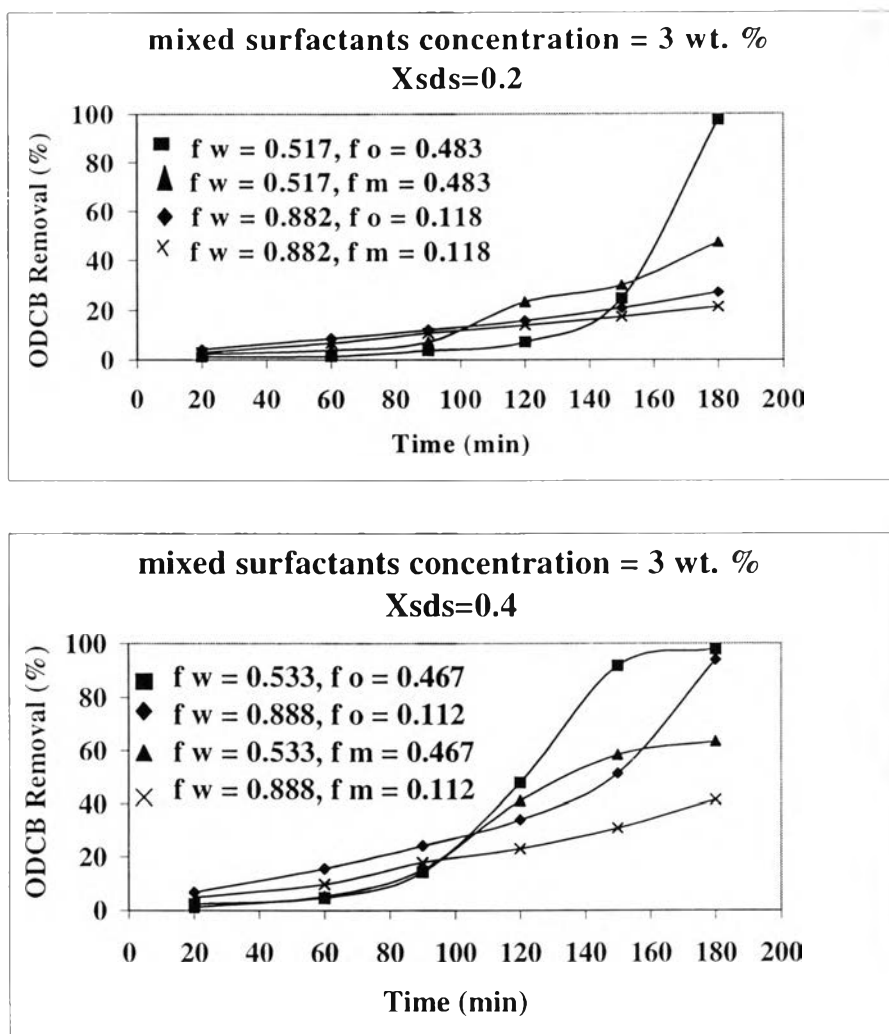 mixed surfactants concentration = 3 wt. %
Xsds=0.2
ODCB Removal (%)
100
80
60
40
20
0
f w = 0.517, f o = 0.483
f w = 0.517, f m = 0.483
f w = 0.882, f o = 0.118
f w = 0.882, f m = 0.118
0 20 40 60 80 100 120 140 160 180 200
Time (min)
mixed surfactants concentration = 3 wt. %
Xsds=0.4
ODCB Removal (%)
100
80
60
40
20
0
f w = 0.533, f o = 0.467
f w = 0.888, f o = 0.112
f w = 0.533, f m = 0.467
f w = 0.888, f m = 0.112
0 20 40 60 80 100 120 140 160 180 200
Time (min)